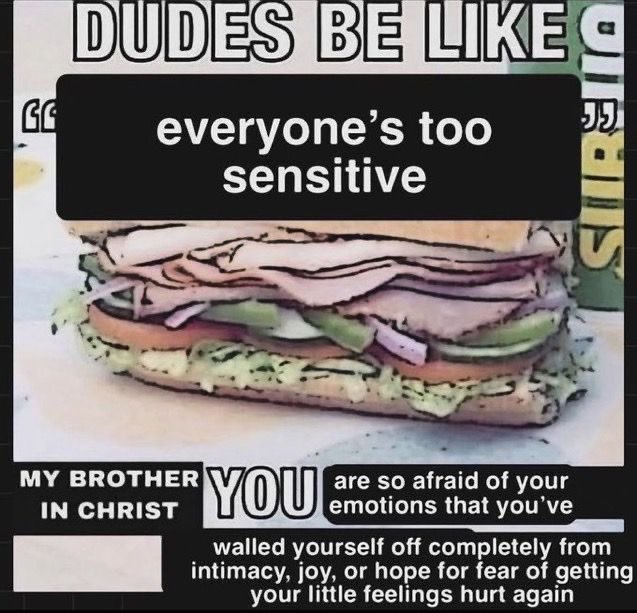 DUDES BE LIKE
“everyone's too
sensitive”
SUB
MY BROTHER
IN CHRIST
YOU
are so afraid of your
emotions that you've
walled yourself off completely from
intimacy, joy, or hope for fear of getting
your little feelings hurt again